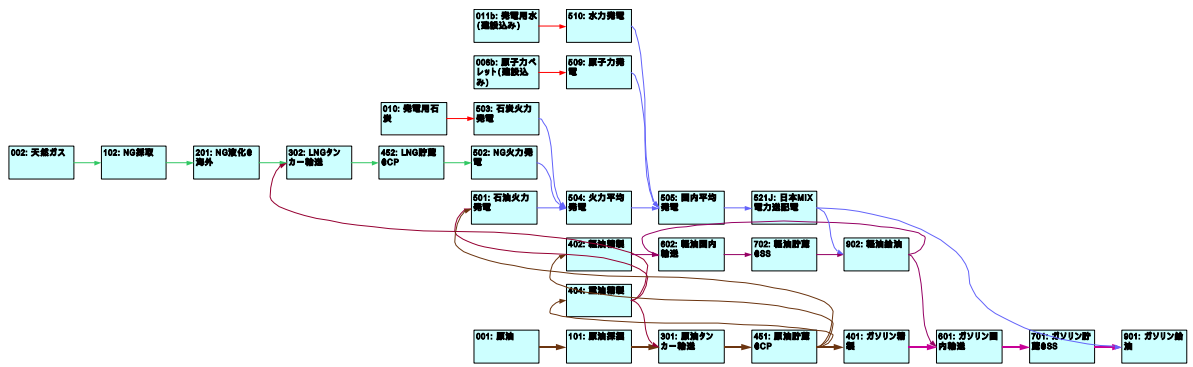 011b: 発電用水
(建設込み)
510: 水力発電
006b: 原子力ペ
レット(建設込
み)
509: 原子力発
電
010: 発電用石
炭
503: 石炭火力
発電
002: 天然ガス
102: NG採取
201: NG液化@
海外
302: LNGタン
カー輸送
452: LNG貯蔵
@CP
502: NG火力発
電
501: 石油火力
発電
504: 火力平均
発電
505: 国内平均
発電
521J: 日本MIX
電力送配電
402: 軽油精製
602: 軽油国内
輸送
702: 軽油貯蔵
@SS
902: 軽油給油
404: 重油精製
001: 原油
101: 原油採掘
301: 原油タン
カー輸送
451: 原油貯蔵
@CP
401: ガソリン精
製
601: ガソリン国
内輸送
701: ガソリン貯
蔵@SS
901: ガソリン給
油